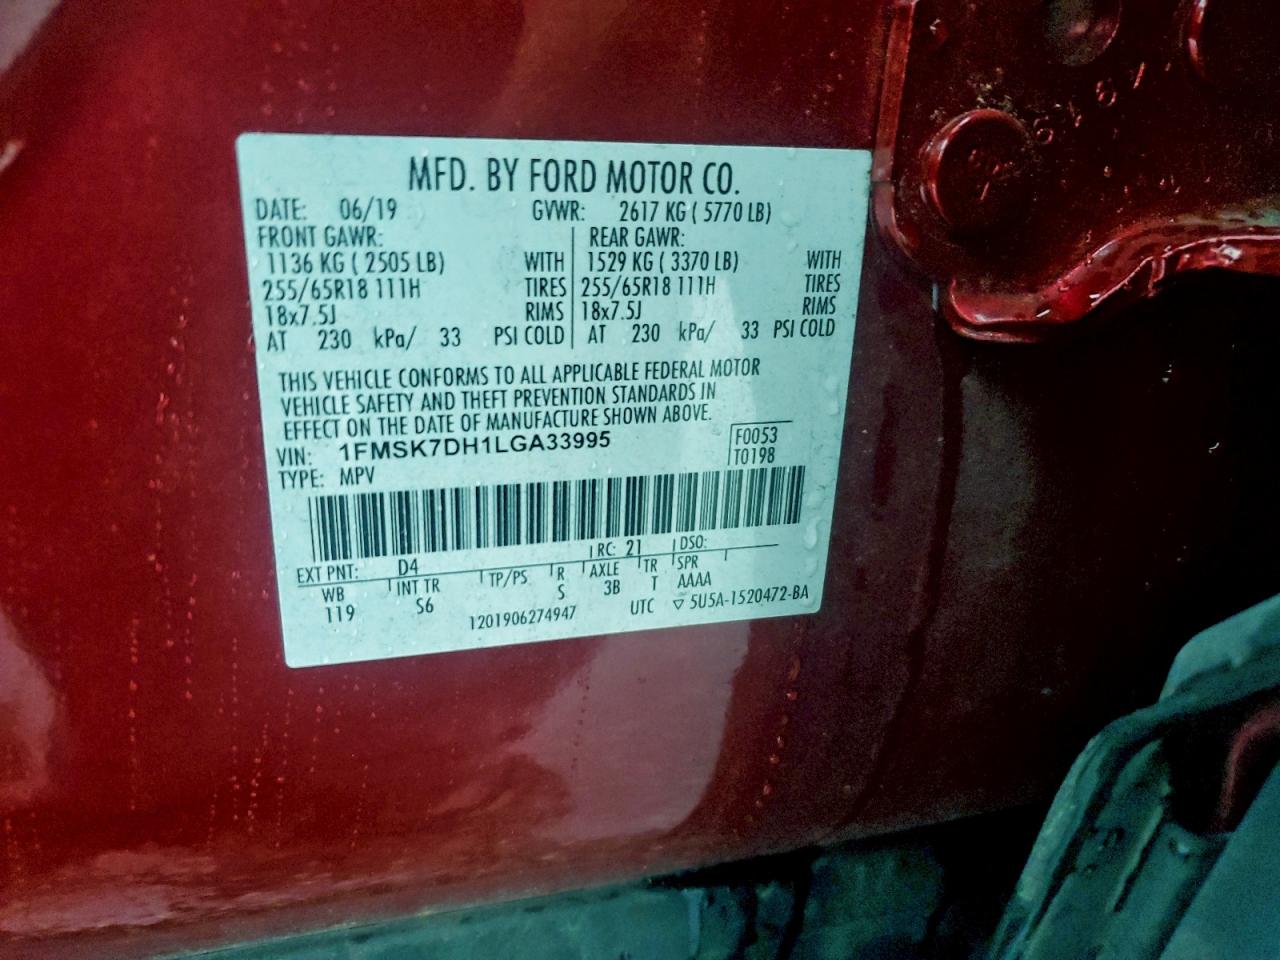 MFD. BY FORD MOTOR CO.
DATE: 06/19 GVWR: 2617 KG ( 5770 LB)
FRONT GAWR: REAR GAWR:
1136 KG ( 2505 LB) WITH 1529 KG ( 3370 LB) WITH
255/65R18 111H TIRES 255/65R18 111H TIRES
18x7.5J RIMS 18x7.5J RIMS
AT 230 kPa/ 33 PSI COLD AT 230 kPa/ 33 PSI COLD
THIS VEHICLE CONFORMS TO ALL APPLICABLE FEDERAL MOTOR
VEHICLE SAFETY AND THEFT PREVENTION STANDARDS IN
EFFECT ON THE DATE OF MANUFACTURE SHOWN ABOVE.
VIN: 1FMSK7DH1LGA33995 F0053
TYPE: MPV T0198
EXT PNT: D4 RC: 21 DSO:
WB INT TR TP/PS R AXLE TR SPR
119 S6 S 3B T AAAA
1201906274947 UTC ▽ 5U5A-1520472-BA